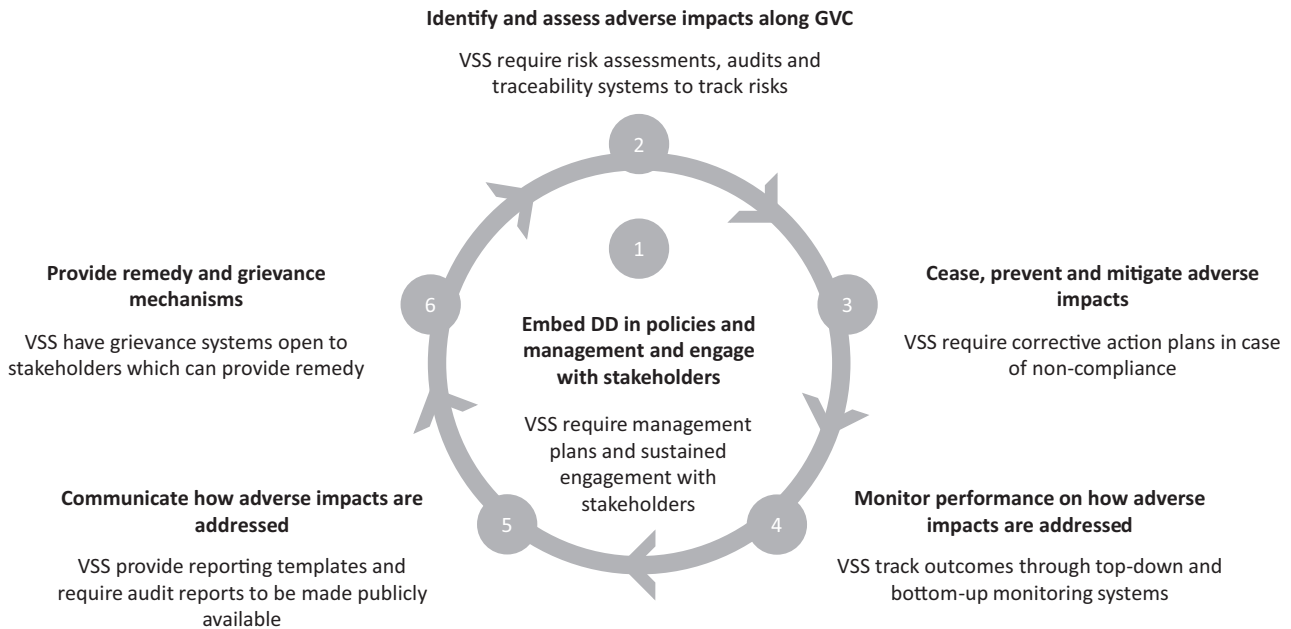 Identify and assess adverse impacts along GVC
VSS require risk assessments, audits and
traceability systems to track risks
2
1
Embed DD in policies and
management and engage
with stakeholders
VSS require management
plans and sustained
engagement with
stakeholders
3
Cease, prevent and mitigate adverse
impacts
VSS require corrective action plans in case
of non-compliance
4
Monitor performance on how adverse
impacts are addressed
VSS track outcomes through top-down and
bottom-up monitoring systems
5
Communicate how adverse impacts are
addressed
VSS provide reporting templates and
require audit reports to be made publicly
available
6
Provide remedy and grievance
mechanisms
VSS have grievance systems open to
stakeholders which can provide remedy